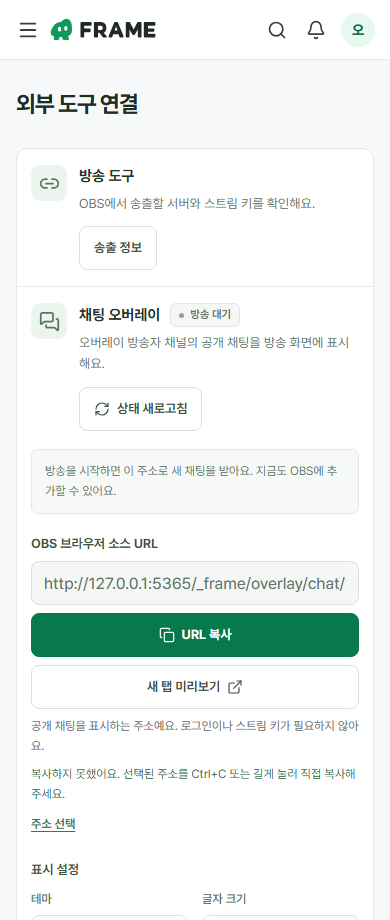 FRAME
오
외부 도구 연결
방송 도구
OBS에서 송출할 서버와 스트림 키를 확인해요.
송출 정보
채팅 오버레이
방송 대기
오버레이 방송자 채널의 공개 채팅을 방송 화면에 표시
해요.
상태 새로고침
방송을 시작하면 이 주소로 새 채팅을 받아요. 지금도 OBS에 추
가할 수 있어요.
OBS 브라우저 소스 URL
http://127.0.0.1:5365/_frame/overlay/chat/
URL 복사
새 탭 미리보기
공개 채팅을 표시하는 주소예요. 로그인이나 스트림 키가 필요하지 않아
요.
복사하지 못했어요. 선택된 주소를 Ctrl+C 또는 길게 눌러 직접 복사해
주세요.
주소 선택
표시 설정
테마
글자 크기